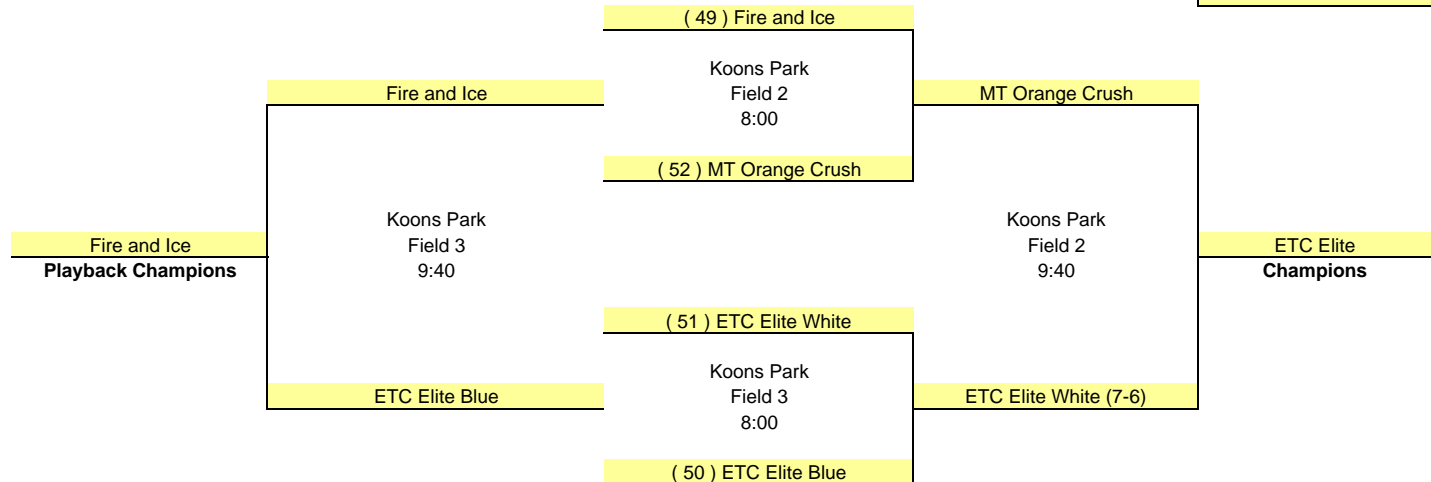 ( 49 ) Fire and Ice
Koons Park
Fire and Ice
Field 2
MT Orange Crush
8:00
( 52 ) MT Orange Crush
Koons Park
Koons Park
Fire and Ice
Field 3
Field 2
ETC Elite
Playback Champions
9:40
9:40
Champions
( 51 ) ETC Elite White
Koons Park
ETC Elite Blue
Field 3
ETC Elite White (7-6)
8:00
( 50 ) ETC Elite Blue